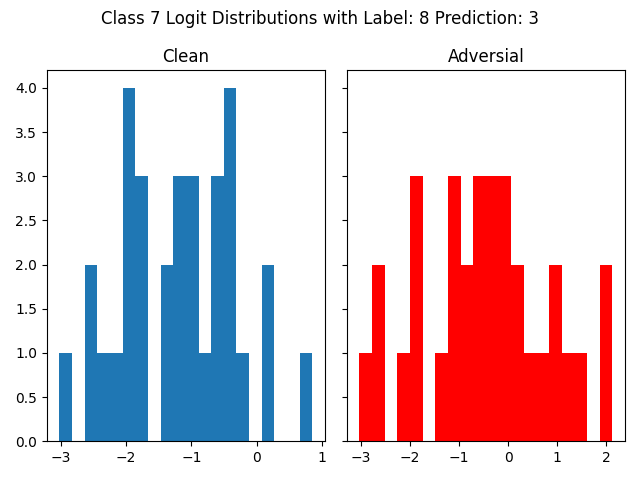 Class 7 Logit Distributions with Label: 8 Prediction: 3
Clean
Adversial
4.0
3.5
3.0
2.5
2.0
1.5
1.0
0.5
0.0
−3 −2 −1 0 1
−3 −2 −1 0 1 2